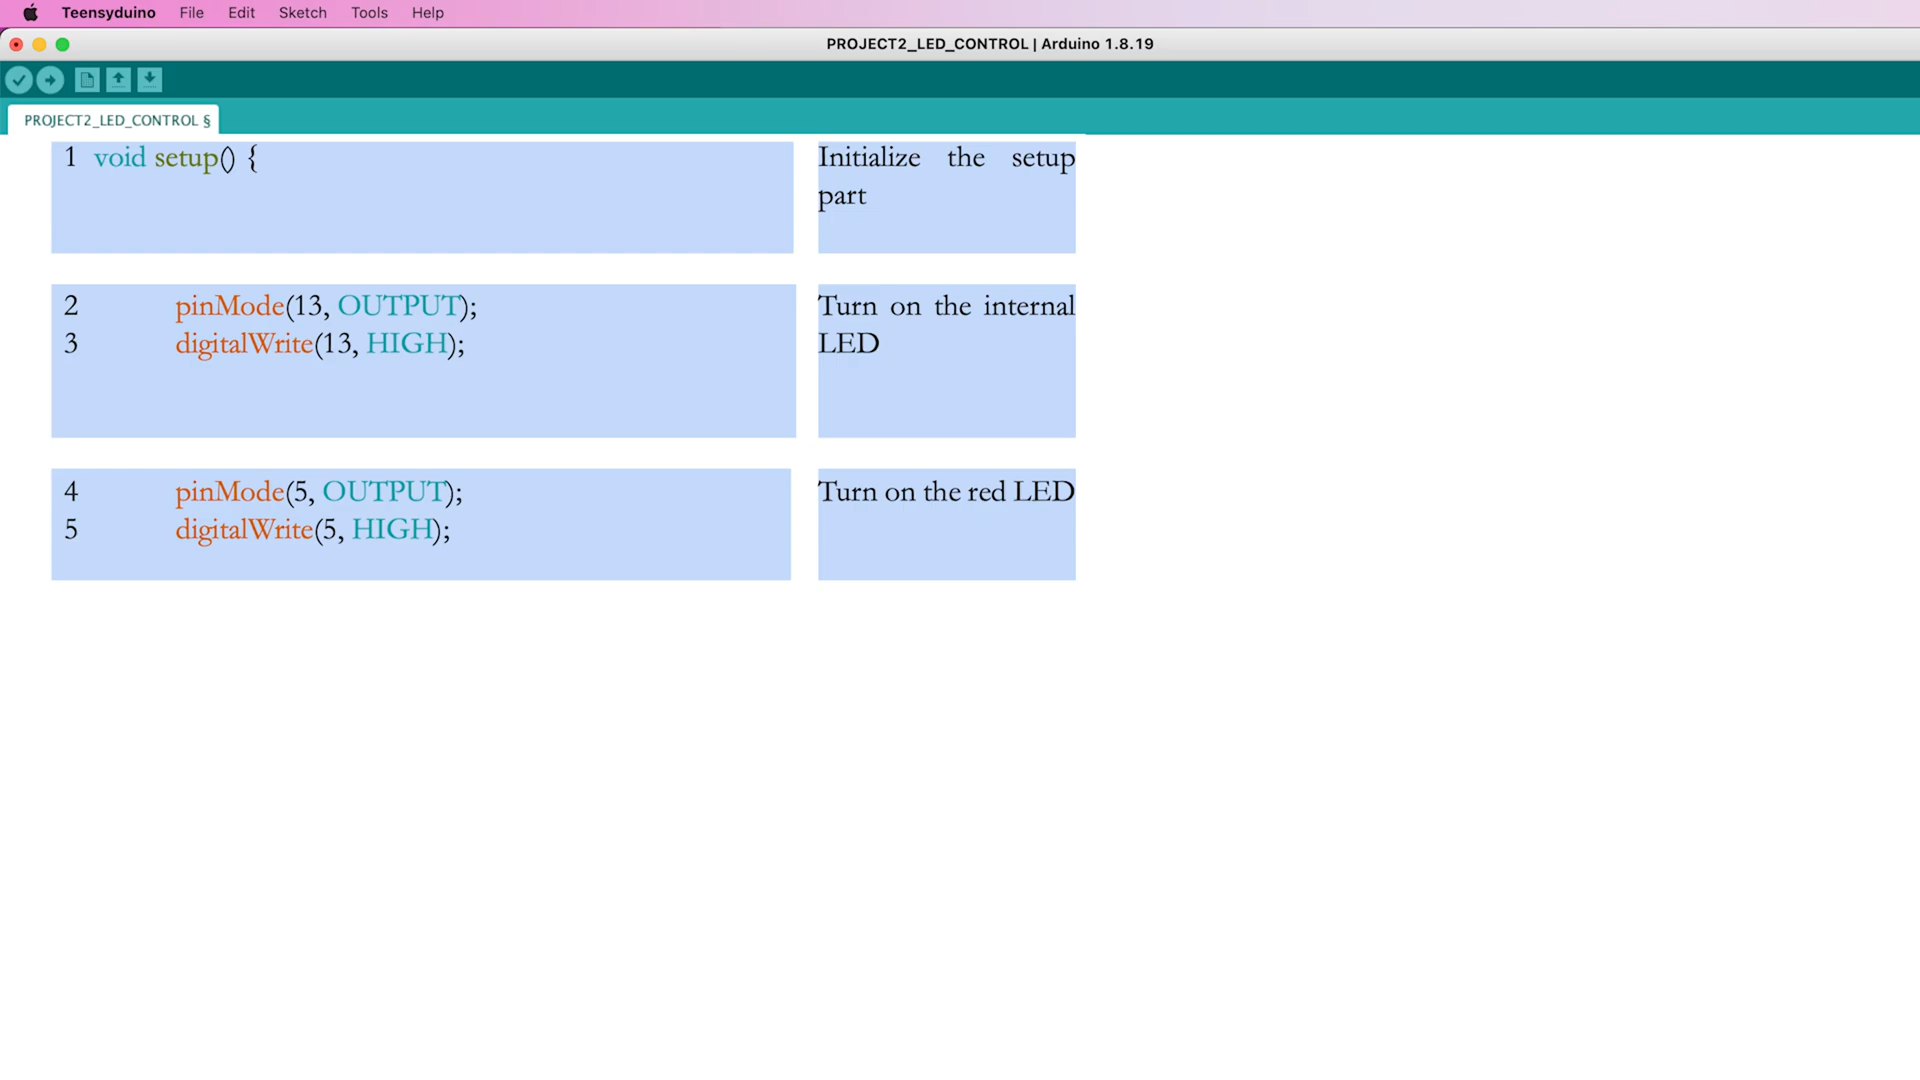 Teensyduino File Edit Sketch Tools Help
PROJECT2_LED_CONTROL | Arduino 1.8.19
PROJECT2_LED_CONTROL §
1 void setup() {
Initialize the setup
part
2 pinMode(13, OUTPUT);
3 digitalWrite(13, HIGH);
Turn on the internal
LED
4 pinMode(5, OUTPUT);
5 digitalWrite(5, HIGH);
Turn on the red LED